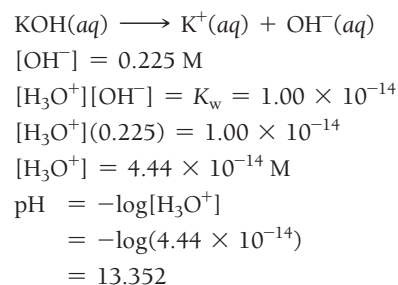 KOH(aq) ⟶ K⁺(aq) + OH⁻(aq)
[OH⁻] = 0.225 M
[H₃O⁺][OH⁻] = Kw = 1.00 × 10⁻¹⁴
[H₃O⁺](0.225) = 1.00 × 10⁻¹⁴
[H₃O⁺] = 4.44 × 10⁻¹⁴ M
pH = −log[H₃O⁺]
= −log(4.44 × 10⁻¹⁴)
= 13.352